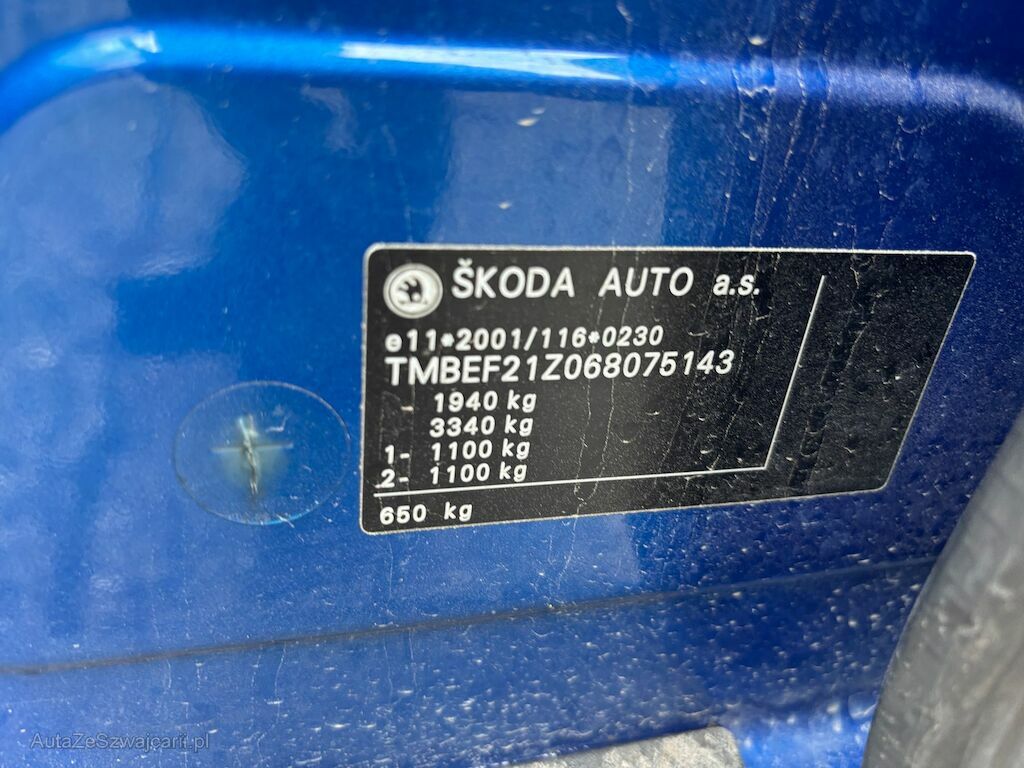 ŠKODA AUTO a.s.
e11*2001/116*0230
TMBEF21Z068075143
1940 kg
3340 kg
1- 1100 kg
2- 1100 kg
650 kg
AutaZeSzwajcarii.pl